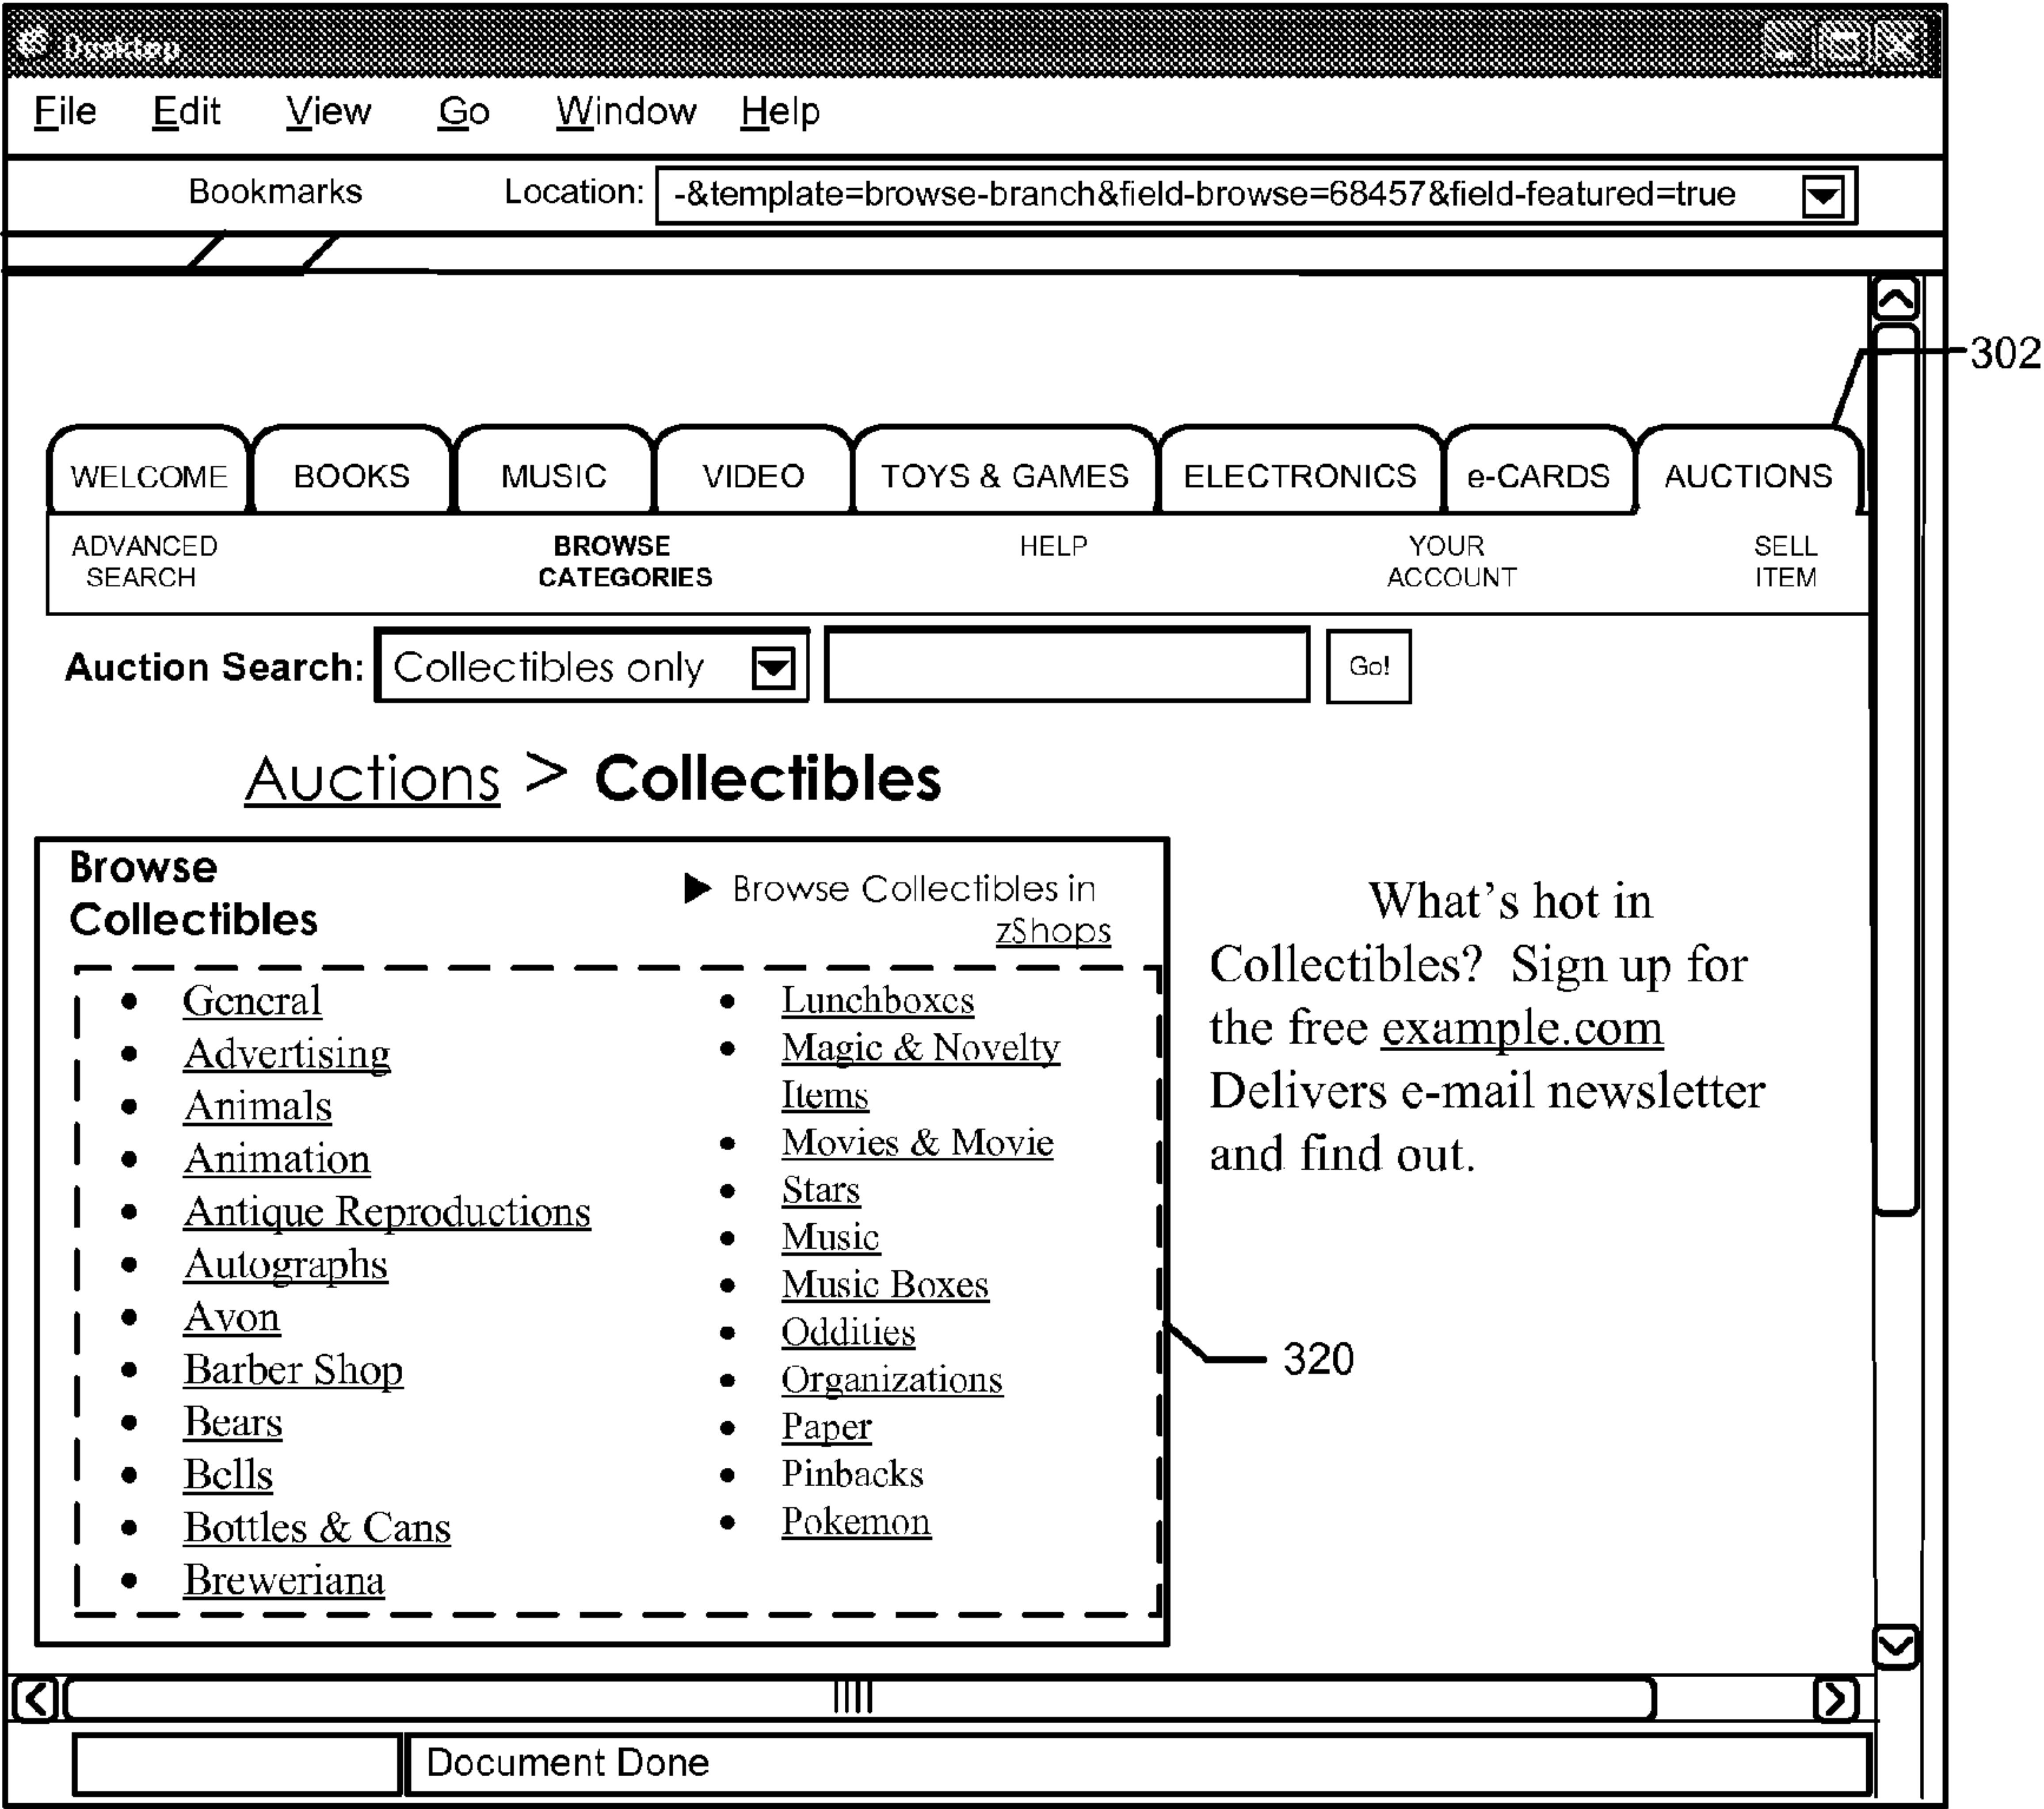 Desktop
File Edit View Go Window Help
Bookmarks Location: -&template=browse-branch&field-browse=68457&field-featured=true
302
WELCOME BOOKS MUSIC VIDEO TOYS & GAMES ELECTRONICS e-CARDS AUCTIONS
ADVANCED SEARCH
BROWSE CATEGORIES
HELP
YOUR ACCOUNT
SELL ITEM
Auction Search: Collectibles only Go!
Auctions > Collectibles
Browse
Collectibles
Browse Collectibles in
zShops
• General
• Advertising
• Animals
• Animation
• Antique Reproductions
• Autographs
• Avon
• Barber Shop
• Bears
• Bells
• Bottles & Cans
• Breweriana
• Lunchboxes
• Magic & Novelty
Items
• Movies & Movie
• Stars
• Music
• Music Boxes
• Oddities
• Organizations
• Paper
• Pinbacks
• Pokemon
320
What's hot in
Collectibles? Sign up for
the free example.com
Delivers e-mail newsletter
and find out.
Document Done